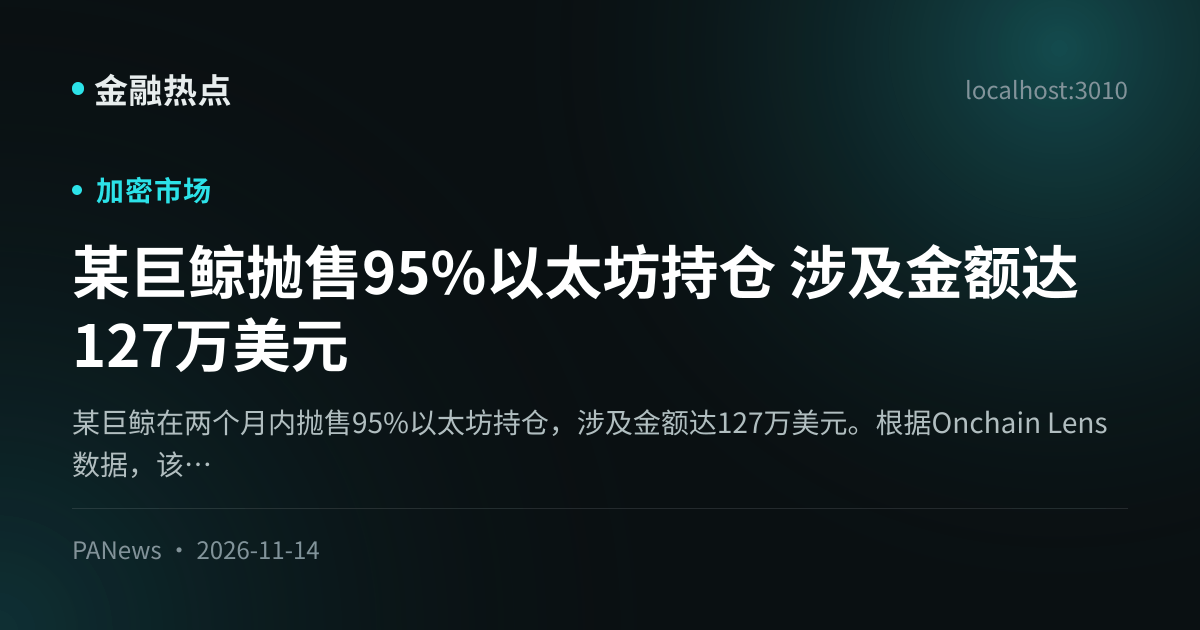 金融热点
localhost:3010
加密市场
某巨鲸抛售95%以太坊持仓 涉及金额达
127万美元
某巨鲸在两个月内抛售95%以太坊持仓，涉及金额达127万美元。根据Onchain Lens
数据，该…
PANews • 2026-11-14